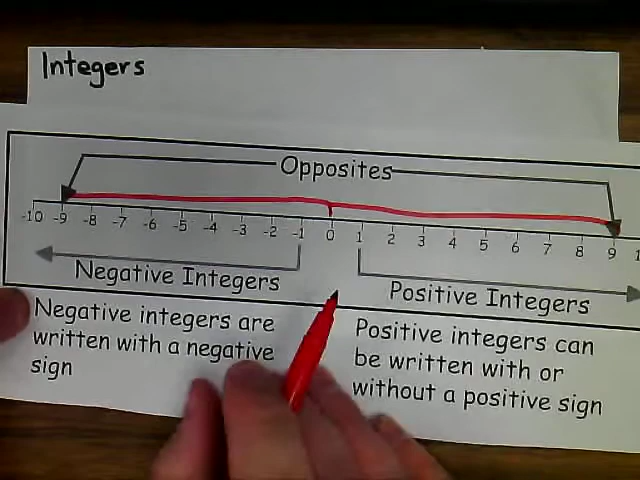 Integers
Opposites
-10 -9 -8 -7 -6 -5 -4 -3 -2 -1 0 1 2 3 4 5 6 7 8 9 1
Negative Integers
Positive Integers
Negative integers are
written with a negative
sign
Positive integers can
be written with or
without a positive sign